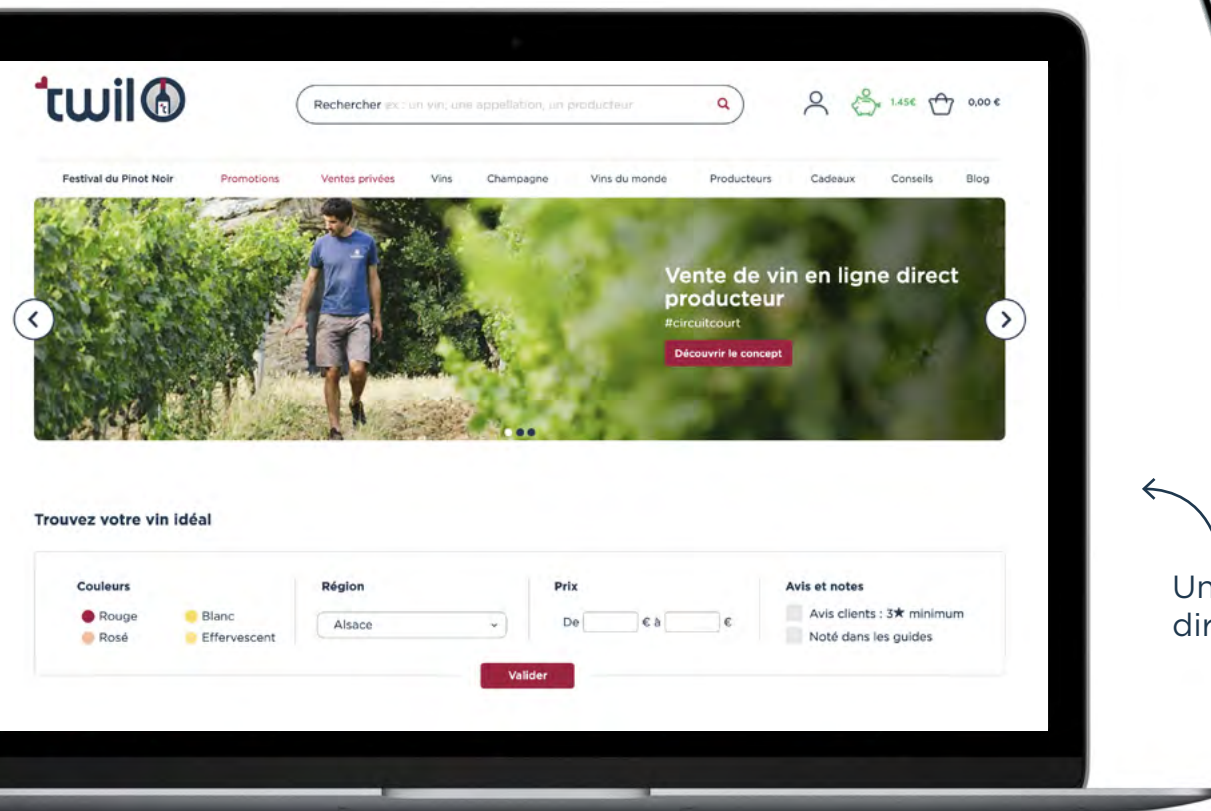 twil
Rechercher ex : un vin, une appellation, un producteur
1.45€
0,00 €
Festival du Pinot Noir Promotions Ventes privées Vins Champagne Vins du monde Producteurs Cadeaux Conseils Blog
Vente de vin en ligne direct
producteur
#circuitcourt
Découvrir le concept
Trouvez votre vin idéal
Couleurs
Rouge Blanc
Rosé Effervescent
Région
Alsace
Prix
De € à €
Avis et notes
Avis clients : 3★ minimum
Noté dans les guides
Valider
Un
dir